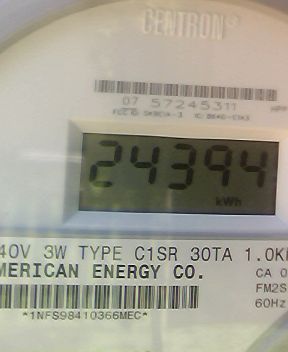 CENTRON®
07 57245311
24394
kWh
40V 3W TYPE C1SR 30TA 1.0K
MERICAN ENERGY CO.
CA 0
FM2S
60Hz
*1NFS98410366MEC*